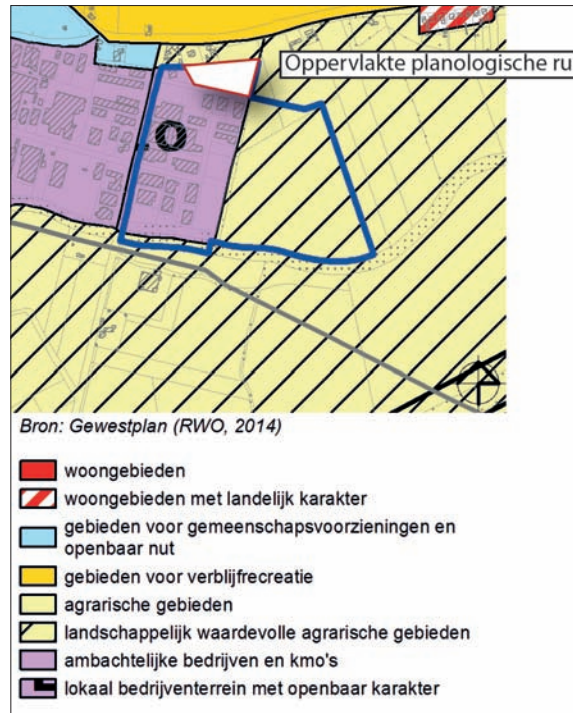 Oppervlakte planologische ru
Bron: Gewestplan (RWO, 2014)
woongebieden
woongebieden met landelijk karakter
gebieden voor gemeenschapsvoorzieningen en
openbaar nut
gebieden voor verblijfrecreatie
agrarische gebieden
landschappelijk waardevolle agrarische gebieden
ambachtelijke bedrijven en kmo's
lokaal bedrijventerrein met openbaar karakter